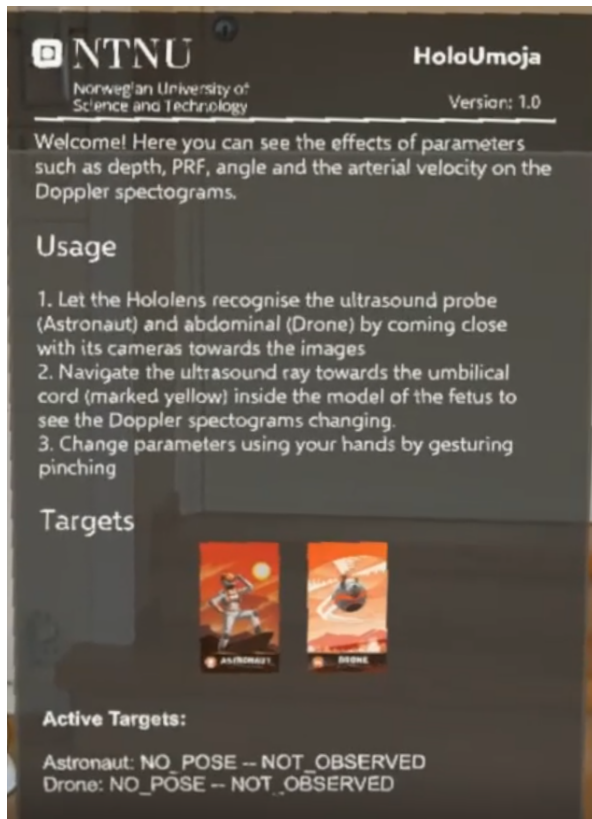 NTNU
HoloUmoja
Norwegian University of
Science and Technology
Version: 1.0
Welcome! Here you can see the effects of parameters
such as depth, PRF, angle and the arterial velocity on the
Doppler spectograms.
Usage
1. Let the Hololens recognise the ultrasound probe
(Astronaut) and abdominal (Drone) by coming close
with its cameras towards the images
2. Navigate the ultrasound ray towards the umbilical
cord (marked yellow) inside the model of the fetus to
see the Doppler spectograms changing.
3. Change parameters using your hands by gesturing
pinching
Targets
ASTRONAUT
DRONE
Active Targets:
Astronaut: NO_POSE -- NOT_OBSERVED
Drone: NO_POSE -- NOT_OBSERVED